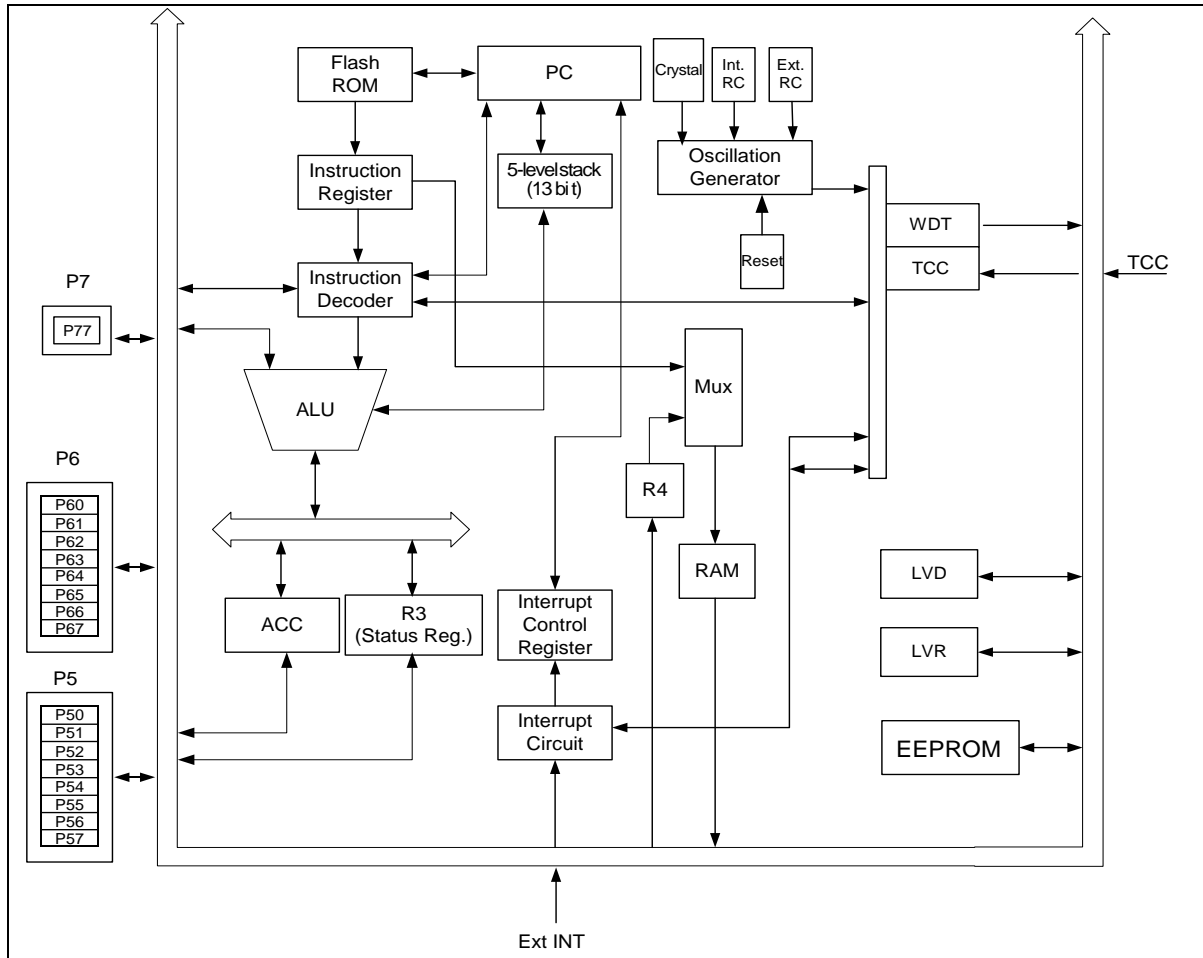 Flash
ROM
PC
Crystal
Int.
RC
Ext.
RC
Instruction
Register
5-levelstack
(13 bit)
Oscillation
Generator
WDT
TCC
TCC
Reset
Instruction
Decoder
P7
P77
ALU
Mux
P6
P60
P61
P62
P63
P64
P65
P66
P67
R4
RAM
LVD
ACC
R3
(Status Reg.)
Interrupt
Control
Register
LVR
P5
P50
P51
P52
P53
P54
P55
P56
P57
Interrupt
Circuit
EEPROM
Ext INT